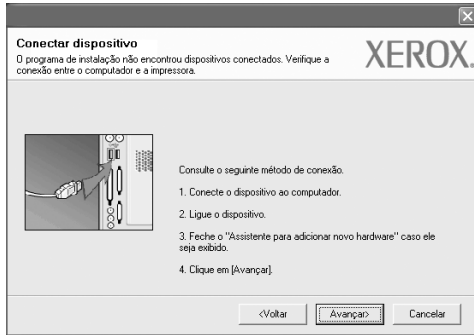 Conectar dispositivo
O programa de instalação não encontrou dispositivos conectados. Verifique a
conexão entre o computador e a impressora.
XEROX.
Consulte o seguinte método de conexão.
1. Conecte o dispositivo ao computador.
2. Ligue o dispositivo.
3. Feche o "Assistente para adicionar novo hardware" caso ele
seja exibido.
4. Clique em [Avançar].
<Voltar
Avançar>
Cancelar